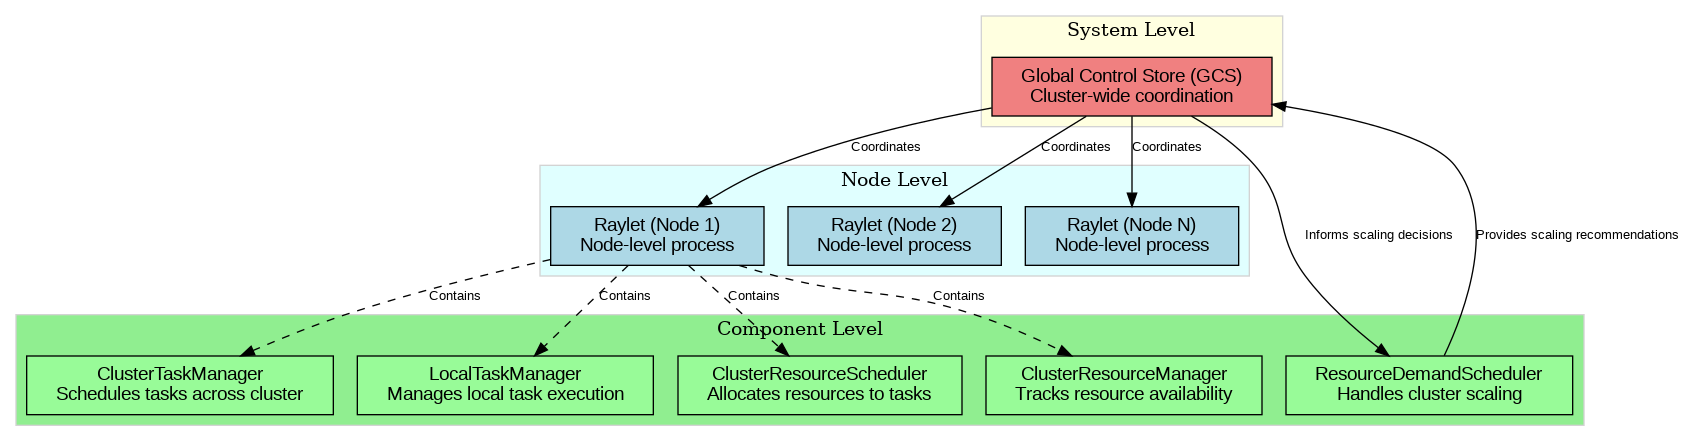 System Level
Global Control Store (GCS)
Cluster-wide coordination
Coordinates
Coordinates
Coordinates
Node Level
Raylet (Node 1)
Node-level process
Raylet (Node 2)
Node-level process
Raylet (Node N)
Node-level process
Informs scaling decisions
Provides scaling recommendations
Contains
Contains
Contains
Contains
Component Level
ClusterTaskManager
Schedules tasks across cluster
LocalTaskManager
Manages local task execution
ClusterResourceScheduler
Allocates resources to tasks
ClusterResourceManager
Tracks resource availability
ResourceDemandScheduler
Handles cluster scaling